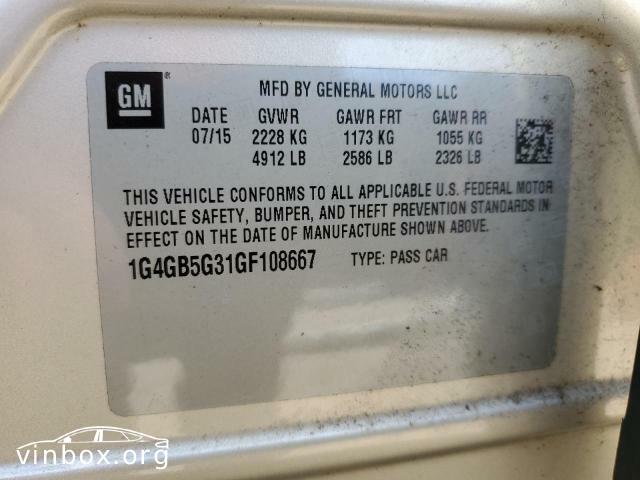 GM ®
MFD BY GENERAL MOTORS LLC
DATE GVWR GAWR FRT GAWR RR
07/15 2228 KG 1173 KG 1055 KG
4912 LB 2586 LB 2326 LB
THIS VEHICLE CONFORMS TO ALL APPLICABLE U.S. FEDERAL MOTOR
VEHICLE SAFETY, BUMPER, AND THEFT PREVENTION STANDARDS IN
EFFECT ON THE DATE OF MANUFACTURE SHOWN ABOVE.
1G4GB5G31GF108667 TYPE: PASS CAR
vinbox.org